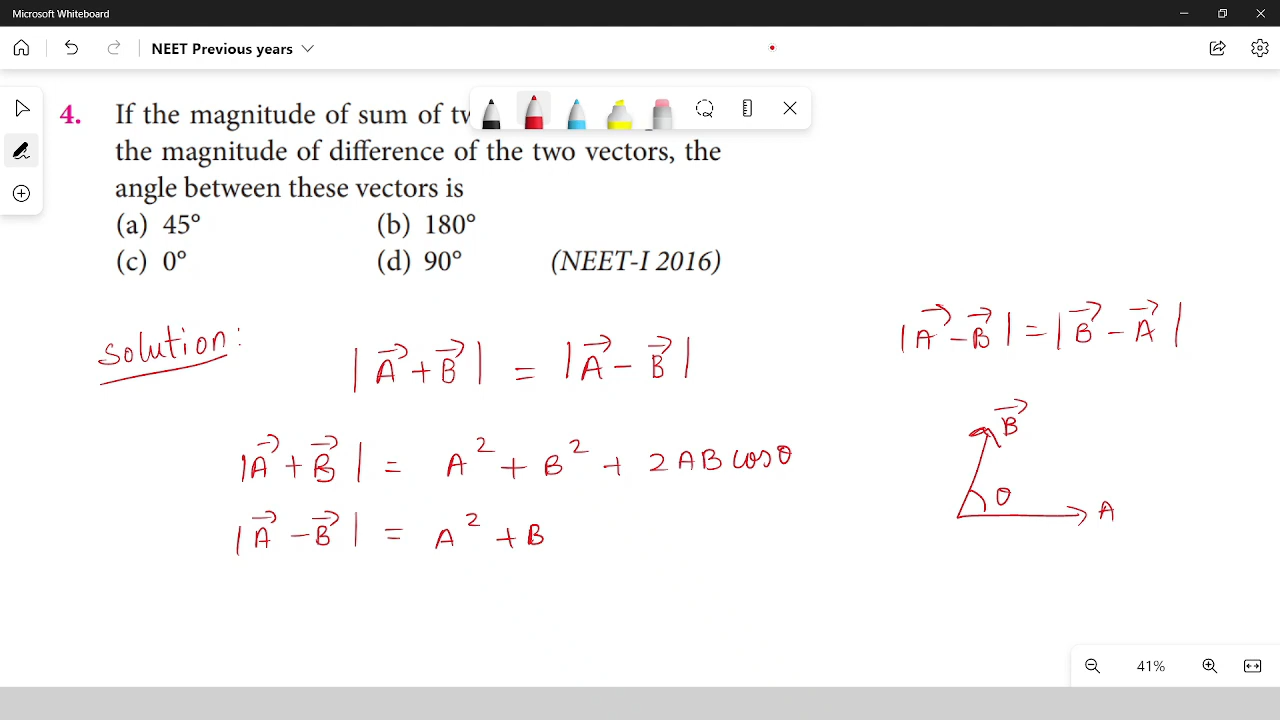 Microsoft Whiteboard
NEET Previous years
4. If the magnitude of sum of
the magnitude of difference of the two vectors, the
angle between these vectors is
(a) 45° (b) 180°
(c) 0° (d) 90° (NEET-I 2016)
Solution:
|A⃗ + B⃗| = |A⃗ − B⃗|
|A⃗ − B⃗| = |B⃗ − A⃗|
|A⃗ + B⃗| = A² + B² + 2AB cosθ
|A⃗ − B⃗| = A² + B
B⃗
θ
A
41%